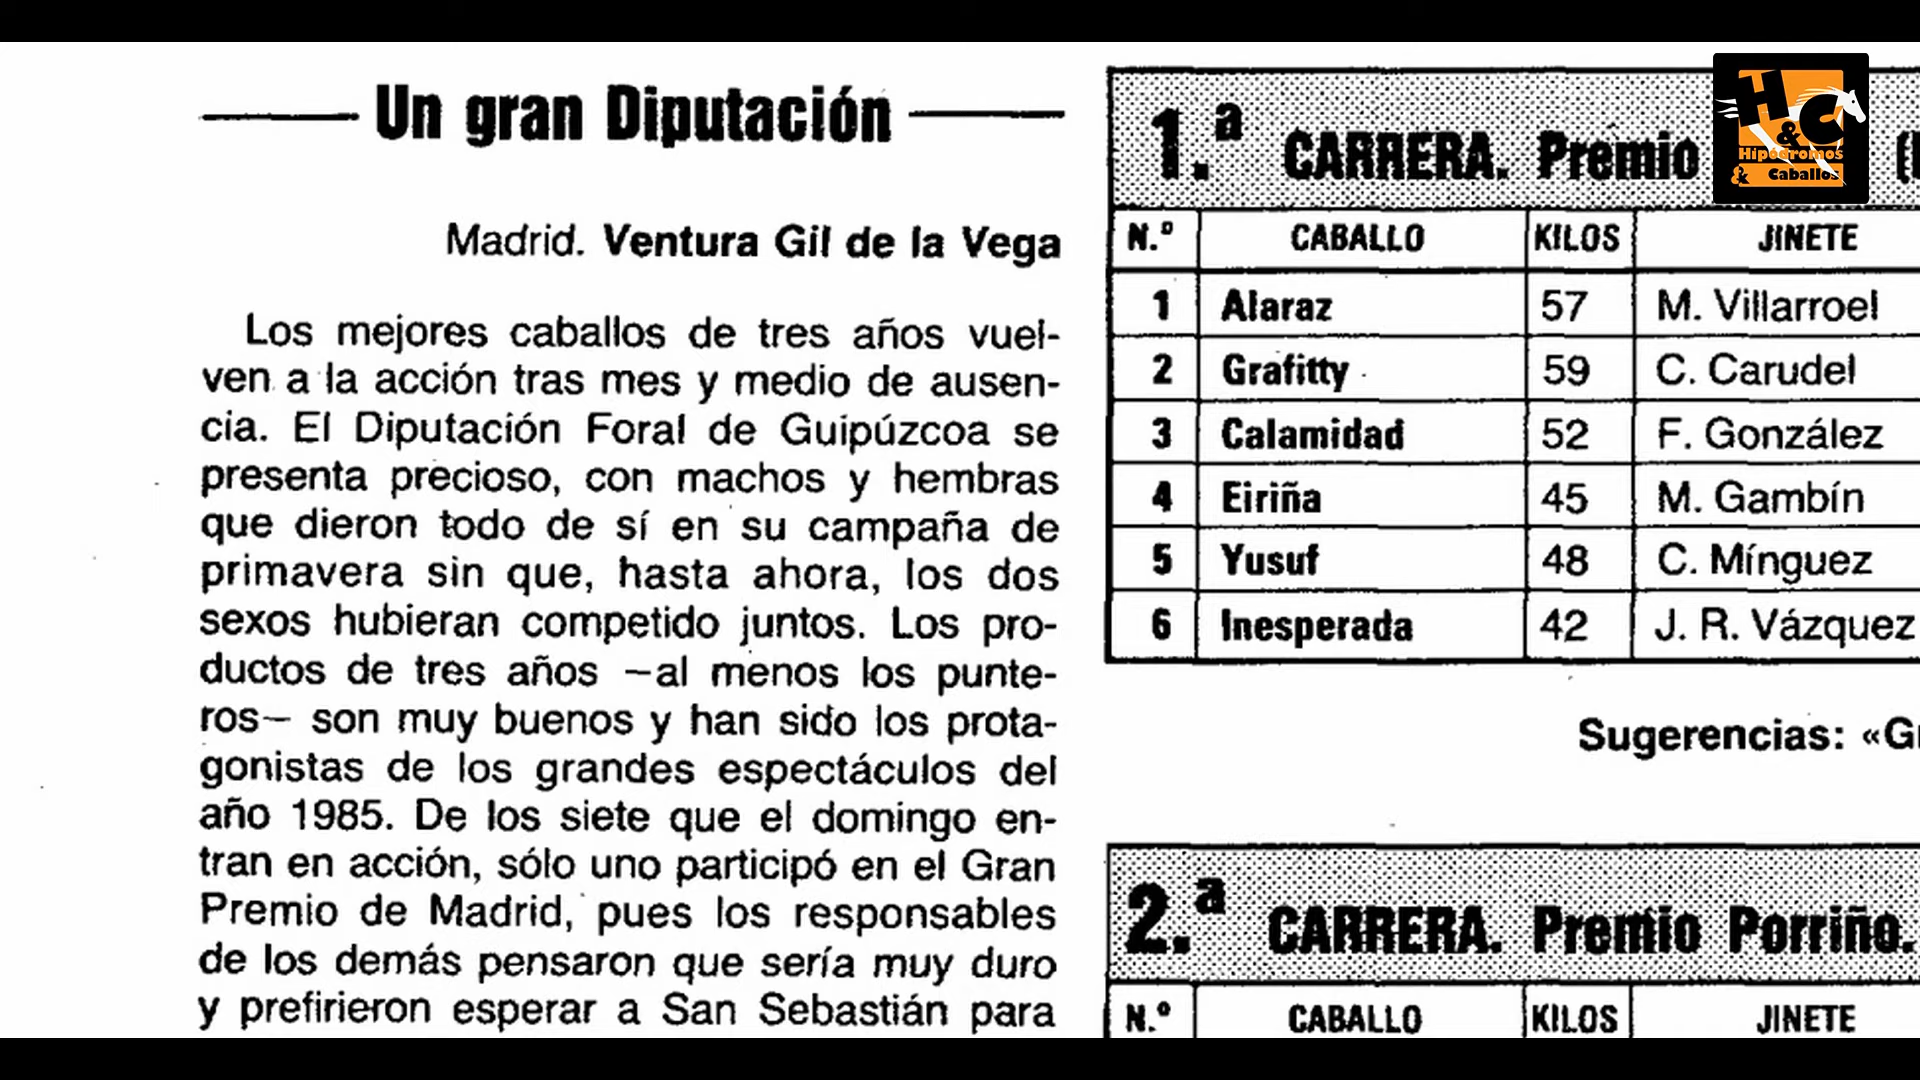 Un gran Diputación
Madrid. Ventura Gil de la Vega
Los mejores caballos de tres años vuel-
ven a la acción tras mes y medio de ausen-
cia. El Diputación Foral de Guipúzcoa se
presenta precioso, con machos y hembras
que dieron todo de sí en su campaña de
primavera sin que, hasta ahora, los dos
sexos hubieran competido juntos. Los pro-
ductos de tres años —al menos los punte-
ros— son muy buenos y han sido los prota-
gonistas de los grandes espectáculos del
año 1985. De los siete que el domingo en-
tran en acción, sólo uno participó en el Gran
Premio de Madrid, pues los responsables
de los demás pensaron que sería muy duro
y prefirieron esperar a San Sebastián para
1.ª CARRERA. Premio
N.º CABALLO KILOS JINETE
1 Alaraz 57 M. Villarroel
2 Grafitty 59 C. Carudel
3 Calamidad 52 F. González
4 Eiriña 45 M. Gambín
5 Yusuf 48 C. Mínguez
6 Inesperada 42 J. R. Vázquez
Sugerencias:
2.ª CARRERA. Premio Porriño.
N.º CABALLO KILOS JINETE
H & C
Hipódromos
& Caballos